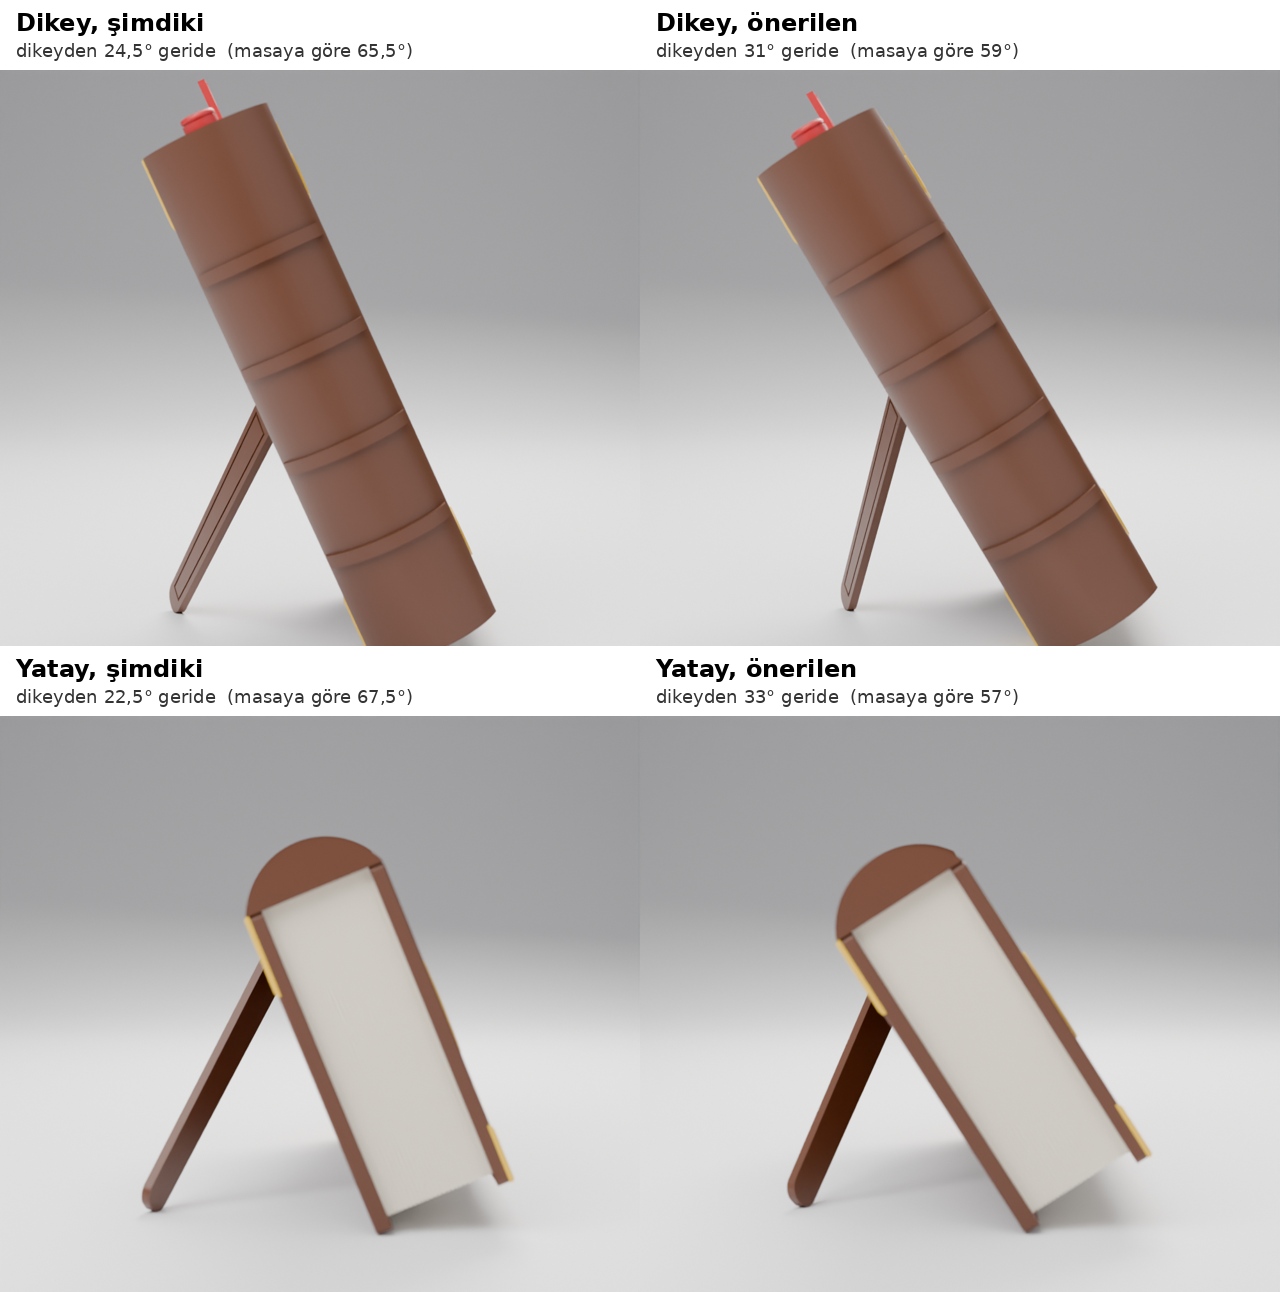 Dikey, şimdiki
dikeyden 24,5° geride  (masaya göre 65,5°)
Dikey, önerilen
dikeyden 31° geride  (masaya göre 59°)
Yatay, şimdiki
dikeyden 22,5° geride  (masaya göre 67,5°)
Yatay, önerilen
dikeyden 33° geride  (masaya göre 57°)